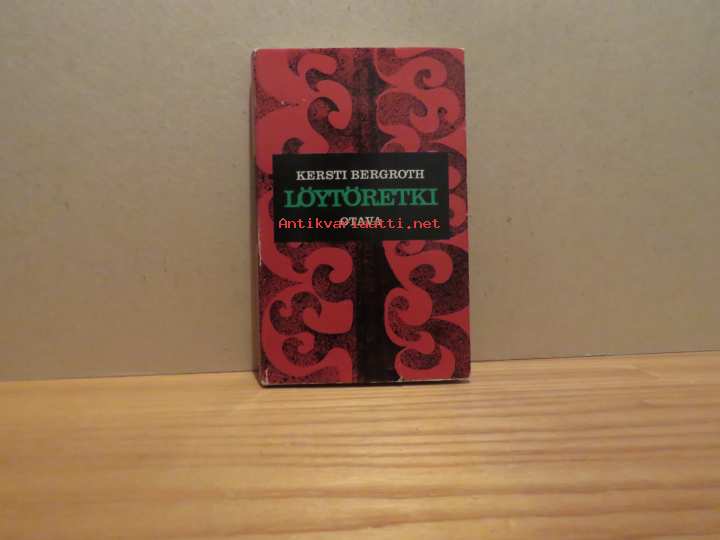 KERSTI BERGROTH
LÖYTÖRETKI
OTAVA
Antikvariaatti.net